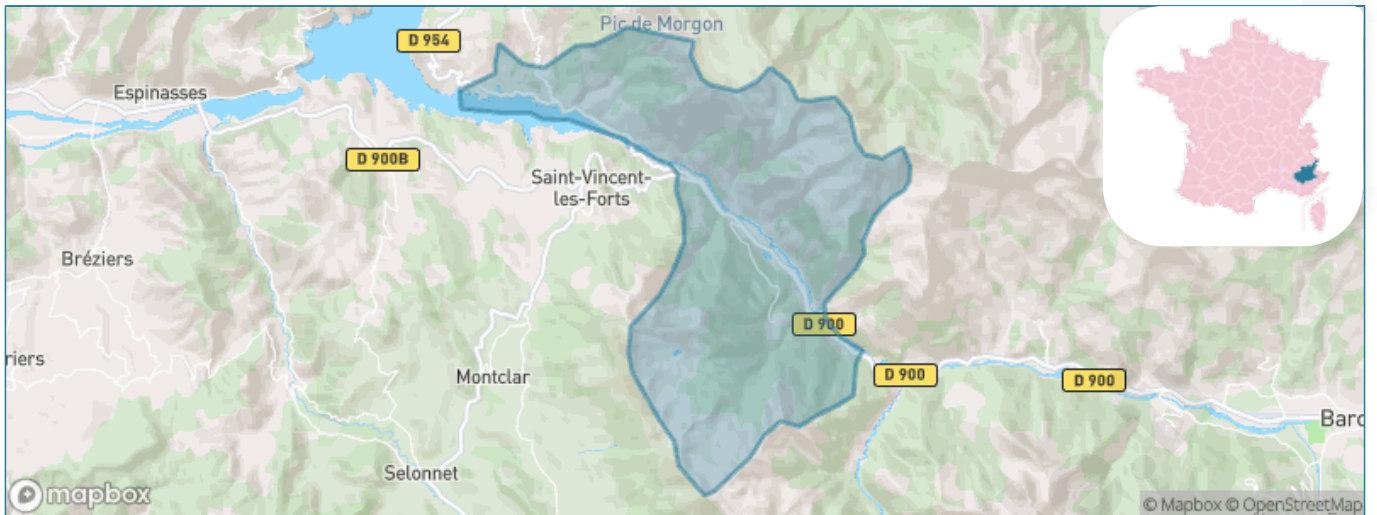 Pic de Morgon
D 954
Espinasses
D 900B
Saint-Vincent-
les-Forts
Bréziers
D 900
riers
Montclar
D 900
D 900
Barc
Selonnet
mapbox
© Mapbox © OpenStreetMap